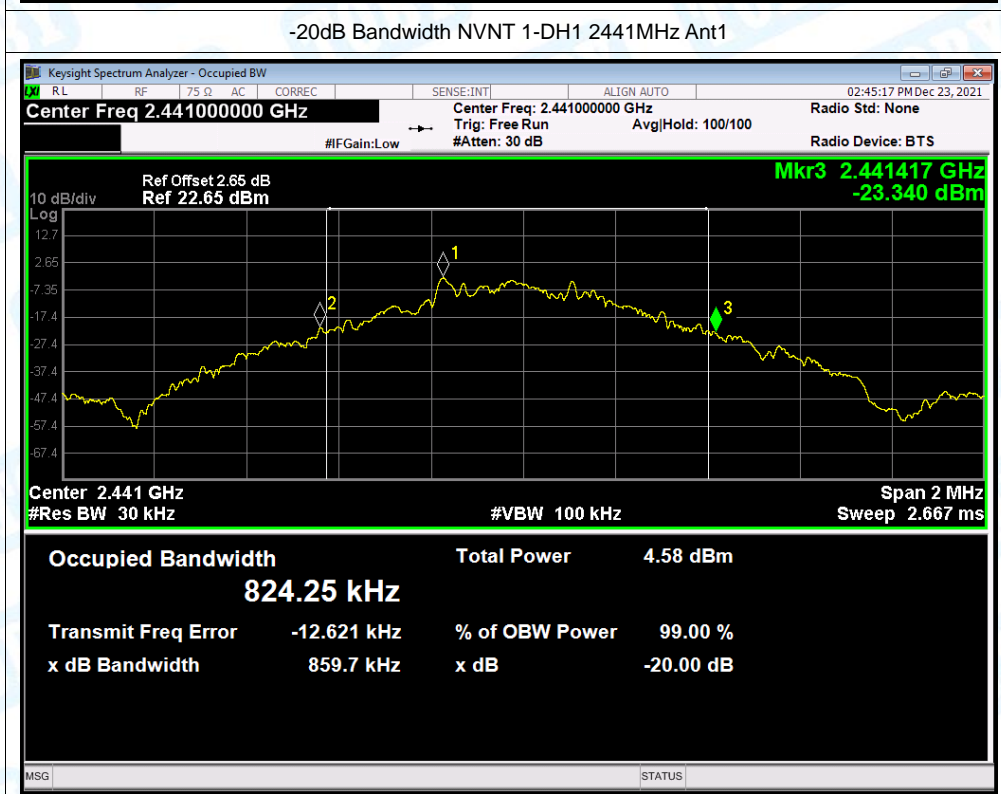 -20dB Bandwidth NVNT 1-DH1 2441MHz Ant1
Keysight Spectrum Analyzer - Occupied BW
LXI RL RF 75 Ω AC CORREC SENSE:INT ALIGN AUTO 02:45:17 PM Dec 23, 2021
Center Freq 2.441000000 GHz Center Freq: 2.441000000 GHz Radio Std: None
Trig: Free Run Avg|Hold: 100/100
#IFGain:Low #Atten: 30 dB Radio Device: BTS
Mkr3 2.441417 GHz
-23.340 dBm
Ref Offset 2.65 dB
10 dB/div Ref 22.65 dBm
Log
12.7
2.65
-7.35
-17.4
-27.4
-37.4
-47.4
-57.4
-67.4
1
2
3
Center 2.441 GHz Span 2 MHz
#Res BW 30 kHz #VBW 100 kHz Sweep 2.667 ms
Occupied Bandwidth Total Power 4.58 dBm
824.25 kHz
Transmit Freq Error -12.621 kHz % of OBW Power 99.00 %
x dB Bandwidth 859.7 kHz x dB -20.00 dB
MSG STATUS